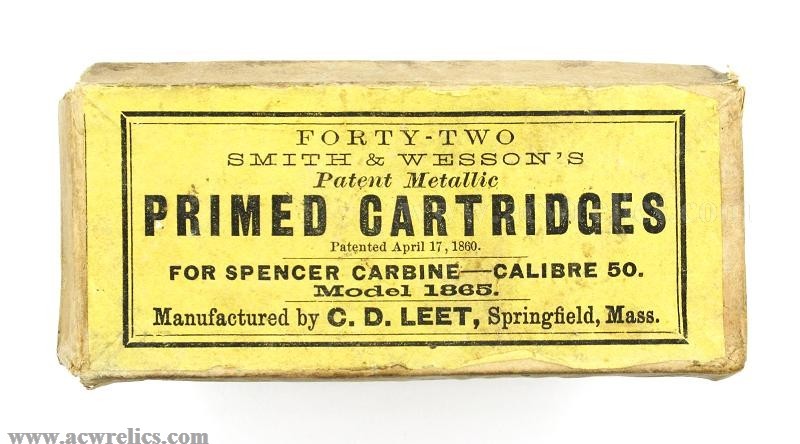 FORTY-TWO
SMITH & WESSON'S
Patent Metallic
PRIMED CARTRIDGES
Patented April 17, 1860.
FOR SPENCER CARBINE—CALIBRE 50.
Model 1865.
Manufactured by C. D. LEET, Springfield, Mass.
www.acwrelics.com